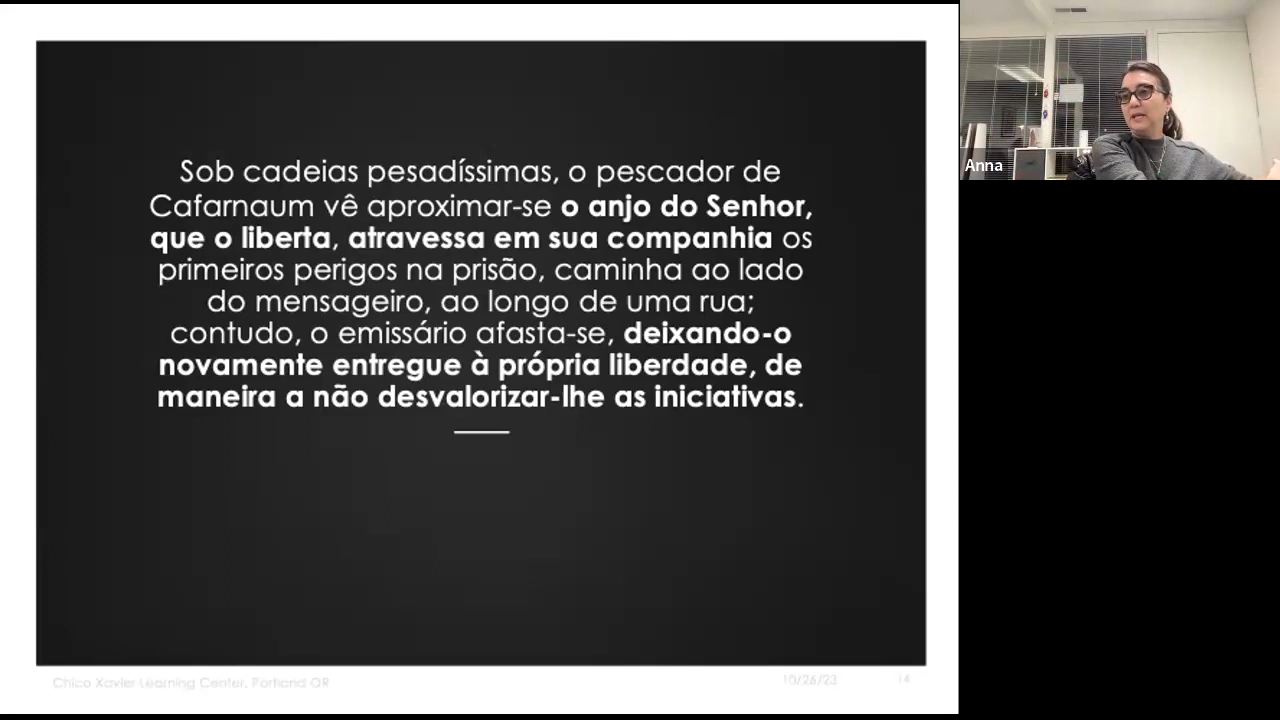 Sob cadeias pesadíssimas, o pescador de
Cafarnaum vê aproximar-se o anjo do Senhor,
que o liberta, atravessa em sua companhia os
primeiros perigos na prisão, caminha ao lado
do mensageiro, ao longo de uma rua;
contudo, o emissário afasta-se, deixando-o
novamente entregue à própria liberdade, de
maneira a não desvalorizar-lhe as iniciativas.
Chico Xavier Learning Center, Portland OR
10/26/23
14
Anna